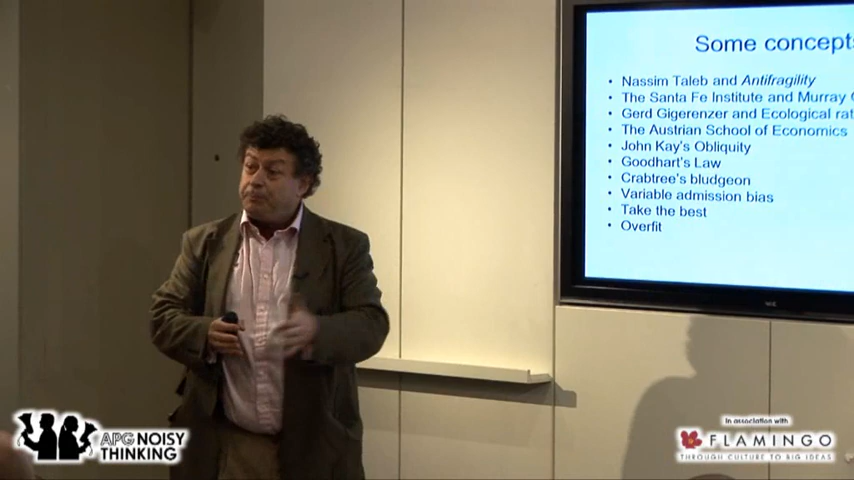 Some concepts
• Nassim Taleb and Antifragility
• The Santa Fe Institute and Murray
• Gerd Gigerenzer and Ecological rat
• The Austrian School of Economics
• John Kay's Obliquity
• Goodhart's Law
• Crabtree's bludgeon
• Variable admission bias
• Take the best
• Overfit
NEC
APG NOISY
THINKING
In association with
FLAMINGO
THROUGH CULTURE TO BIG IDEAS